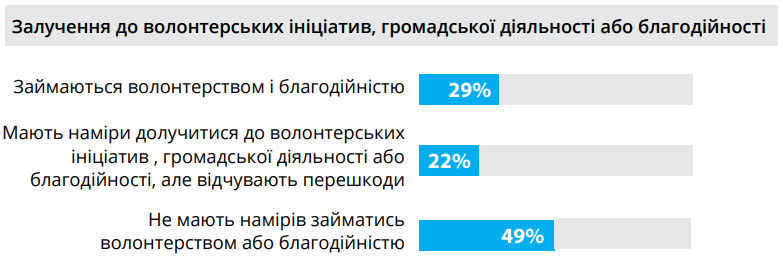 Залучення до волонтерських ініціатив, громадської діяльності або благодійності
Займаються волонтерством і благодійністю
29%
Мають наміри долучитися до волонтерських
ініціатив , громадської діяльності або
благодійності, але відчувають перешкоди
22%
Не мають намірів займатись
волонтерством або благодійністю
49%